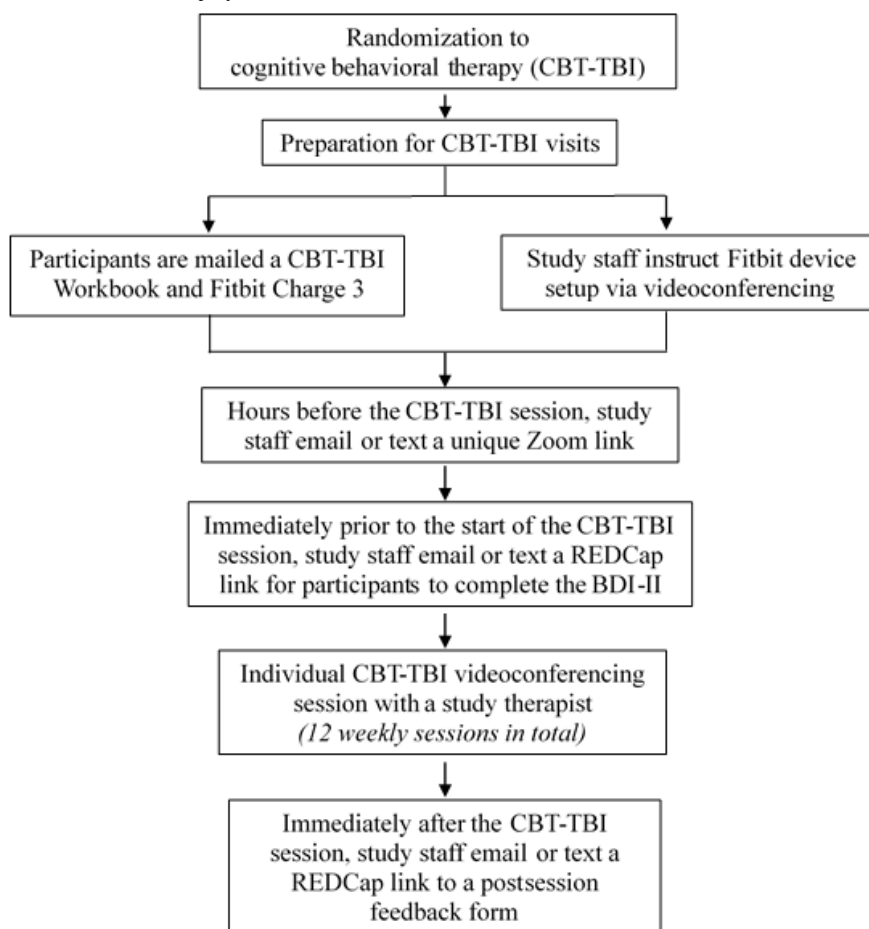 Randomization to
cognitive behavioral therapy (CBT-TBI)
Preparation for CBT-TBI visits
Participants are mailed a CBT-TBI
Workbook and Fitbit Charge 3
Study staff instruct Fitbit device
setup via videoconferencing
Hours before the CBT-TBI session, study
staff email or text a unique Zoom link
Immediately prior to the start of the CBT-TBI
session, study staff email or text a REDCap
link for participants to complete the BDI-II
Individual CBT-TBI videoconferencing
session with a study therapist
(12 weekly sessions in total)
Immediately after the CBT-TBI
session, study staff email or text a
REDCap link to a postsession
feedback form